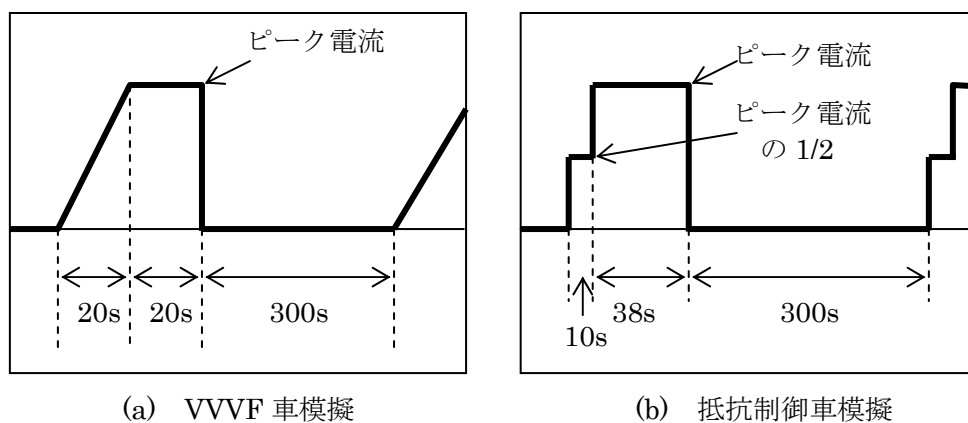 ピーク電流
20s
20s
300s
(a) VVVF 車模擬
ピーク電流
ピーク電流
の 1/2
10s
38s
300s
(b) 抵抗制御車模擬